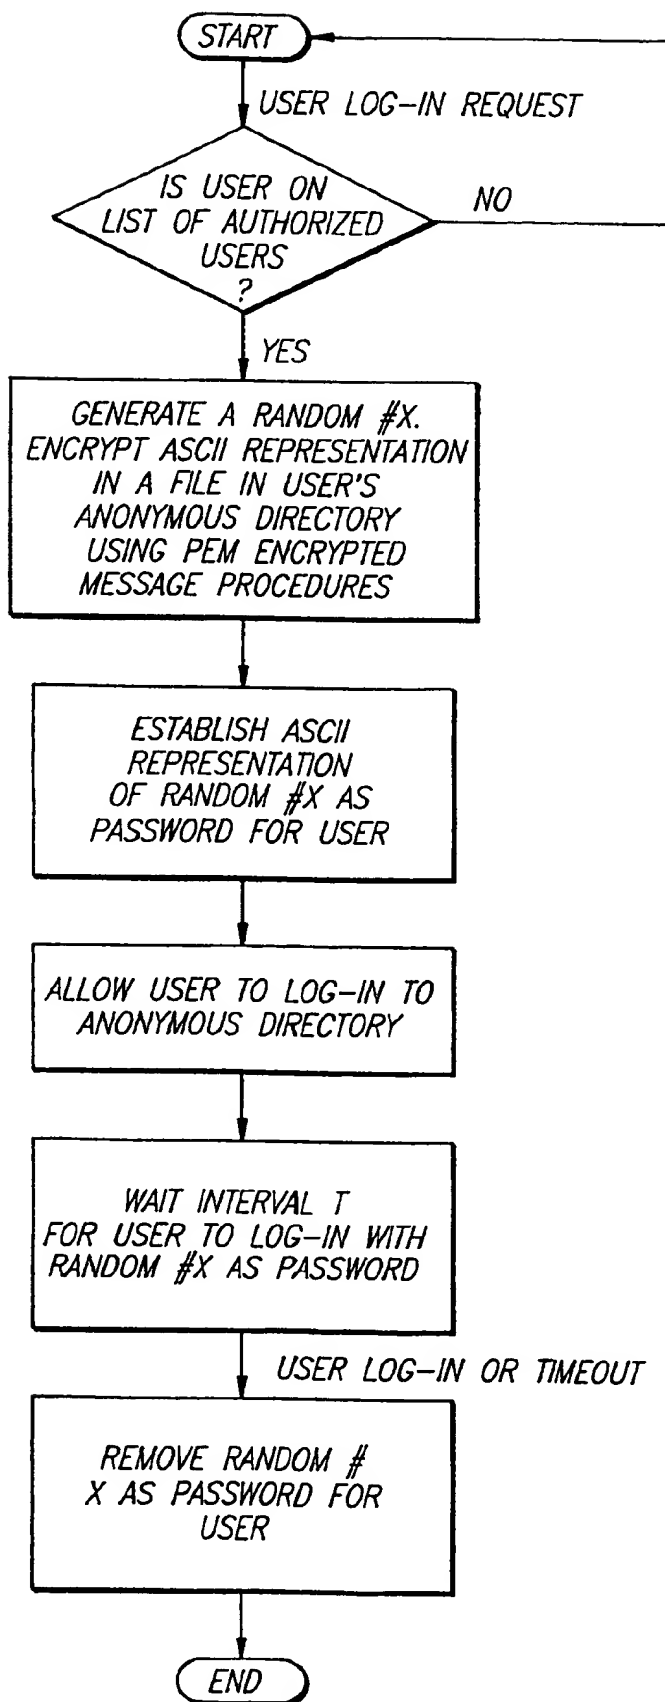 START
USER LOG-IN REQUEST
IS USER ON
LIST OF AUTHORIZED
USERS
?
NO
YES
GENERATE A RANDOM #X.
ENCRYPT ASCII REPRESENTATION
IN A FILE IN USER'S
ANONYMOUS DIRECTORY
USING PEM ENCRYPTED
MESSAGE PROCEDURES
ESTABLISH ASCII
REPRESENTATION
OF RANDOM #X AS
PASSWORD FOR USER
ALLOW USER TO LOG-IN TO
ANONYMOUS DIRECTORY
WAIT INTERVAL T
FOR USER TO LOG-IN WITH
RANDOM #X AS PASSWORD
USER LOG-IN OR TIMEOUT
REMOVE RANDOM #
X AS PASSWORD FOR
USER
END